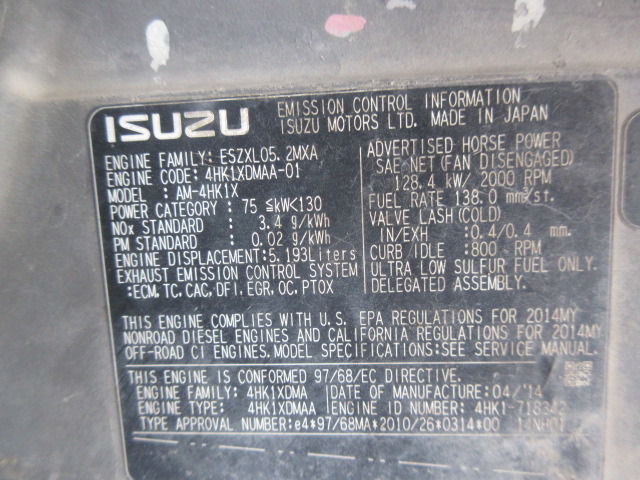 ISUZU
EMISSION CONTROL INFORMATION
ISUZU MOTORS LTD. MADE IN JAPAN
ENGINE FAMILY: ESZXL05.2MXA
ENGINE CODE: 4HK1XDMAA-01
MODEL : AM-4HK1X
POWER CATEGORY : 75 ≦kW<130
NOx STANDARD : 3.4 g/kWh
PM STANDARD : 0.02 g/kWh
ENGINE DISPLACEMENT:5.193Liters
EXHAUST EMISSION CONTROL SYSTEM
:ECM,TC,CAC,DFI,EGR,OC,PTOX
ADVERTISED HORSE POWER
SAE NET(FAN DISENGAGED)
128.4 kW/ 2000 RPM
FUEL RATE 138.0 mm³/st.
VALVE LASH(COLD)
IN/EXH :0.4/0.4 mm.
CURB IDLE :800 RPM
ULTRA LOW SULFUR FUEL ONLY.
DELEGATED ASSEMBLY.
THIS ENGINE COMPLIES WITH U.S. EPA REGULATIONS FOR 2014MY
NONROAD DIESEL ENGINES AND CALIFORNIA REGULATIONS FOR 2014MY
OFF-ROAD CI ENGINES.MODEL SPECIFICATIONS:SEE SERVICE MANUAL.
THIS ENGINE IS CONFORMED 97/68/EC DIRECTIVE.
ENGINE FAMILY: 4HK1XDMA DATE OF MANUFACTURE: 04/'14
ENGINE TYPE: 4HK1XDMAA ENGINE ID NUMBER: 4HK1-718342
TYPE APPROVAL NUMBER:e4*97/68MA*2010/26*0314*00 14NH01